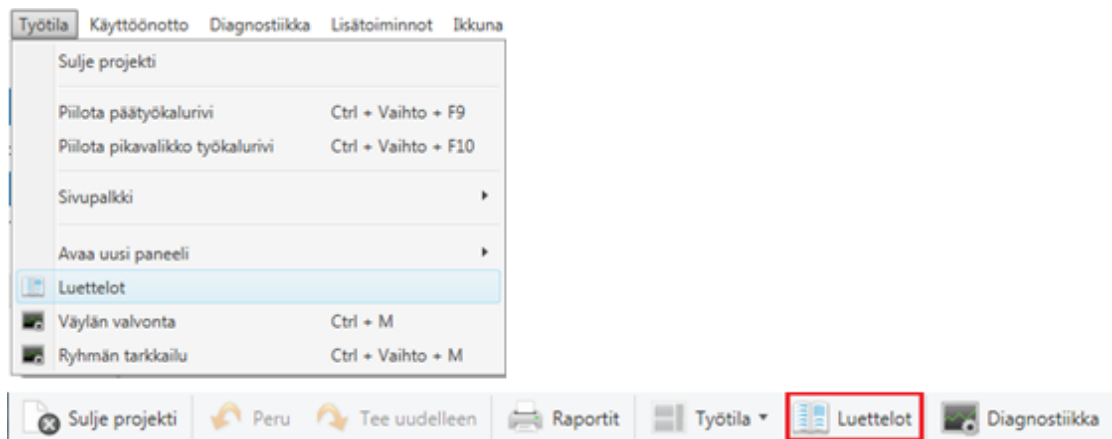 Työtila Käyttöönotto Diagnostiikka Lisätoiminnot Ikkuna
Sulje projekti
Piilota päätyökalurivi Ctrl + Vaihto + F9
Piilota pikavalikko työkalurivi Ctrl + Vaihto + F10
Sivupalkki
Avaa uusi paneeli
Luettelot
Väylän valvonta Ctrl + M
Ryhmän tarkkailu Ctrl + Vaihto + M
Sulje projekti Peru Tee uudelleen Raportit Työtila Luettelot Diagnostiikka